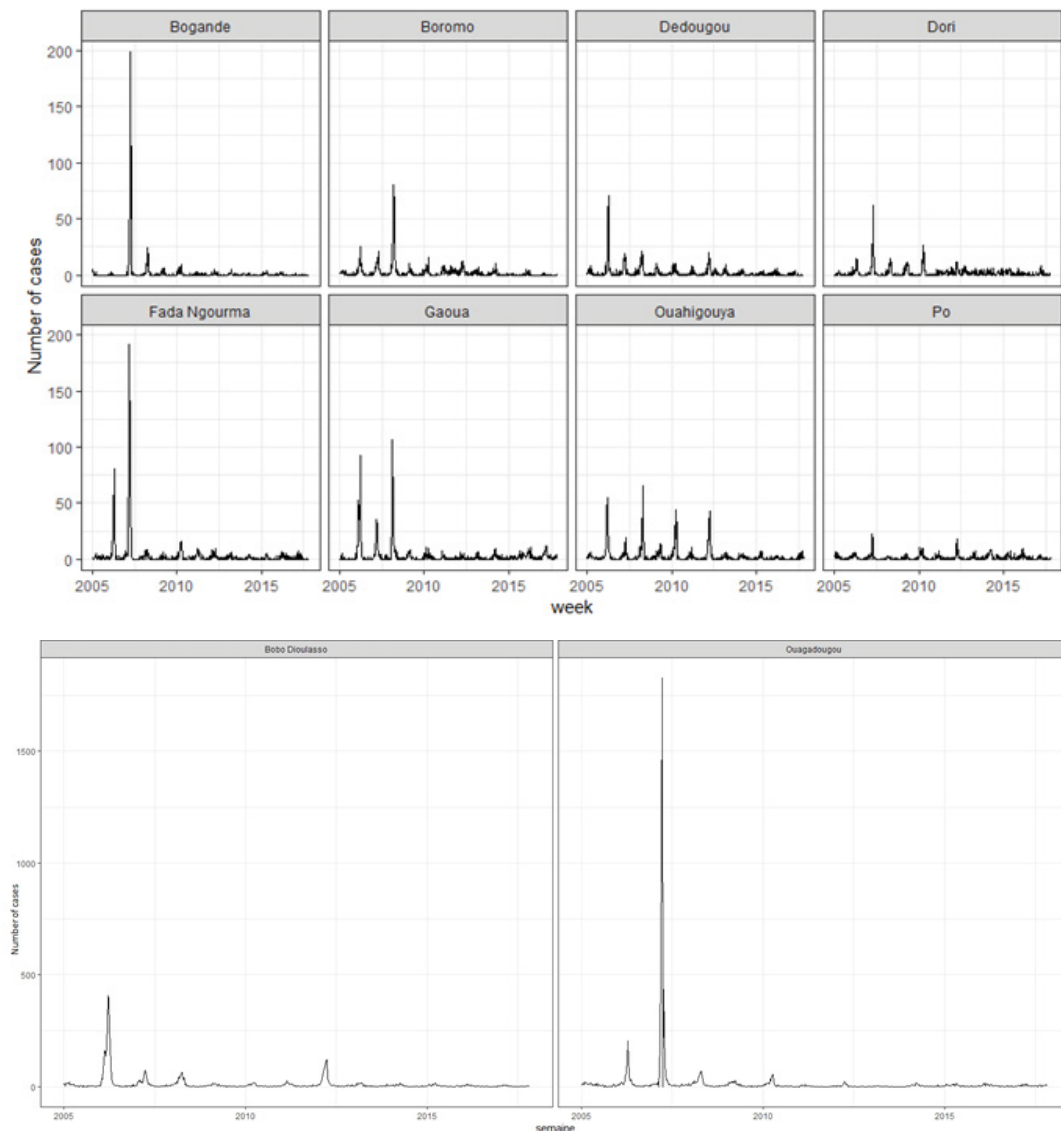 Bogande Boromo Dedougou Dori
200
150
100
50
0
Number of cases
Fada Ngourma Gaoua Ouahigouya Po
200
150
100
50
0
2005 2010 2015 2005 2010 2015 2005 2010 2015 2005 2010 2015
week
Bobo Dioulasso Ouagadougou
1500
1000
500
0
Number of cases
2005 2010 2015 2005 2010 2015
semaine